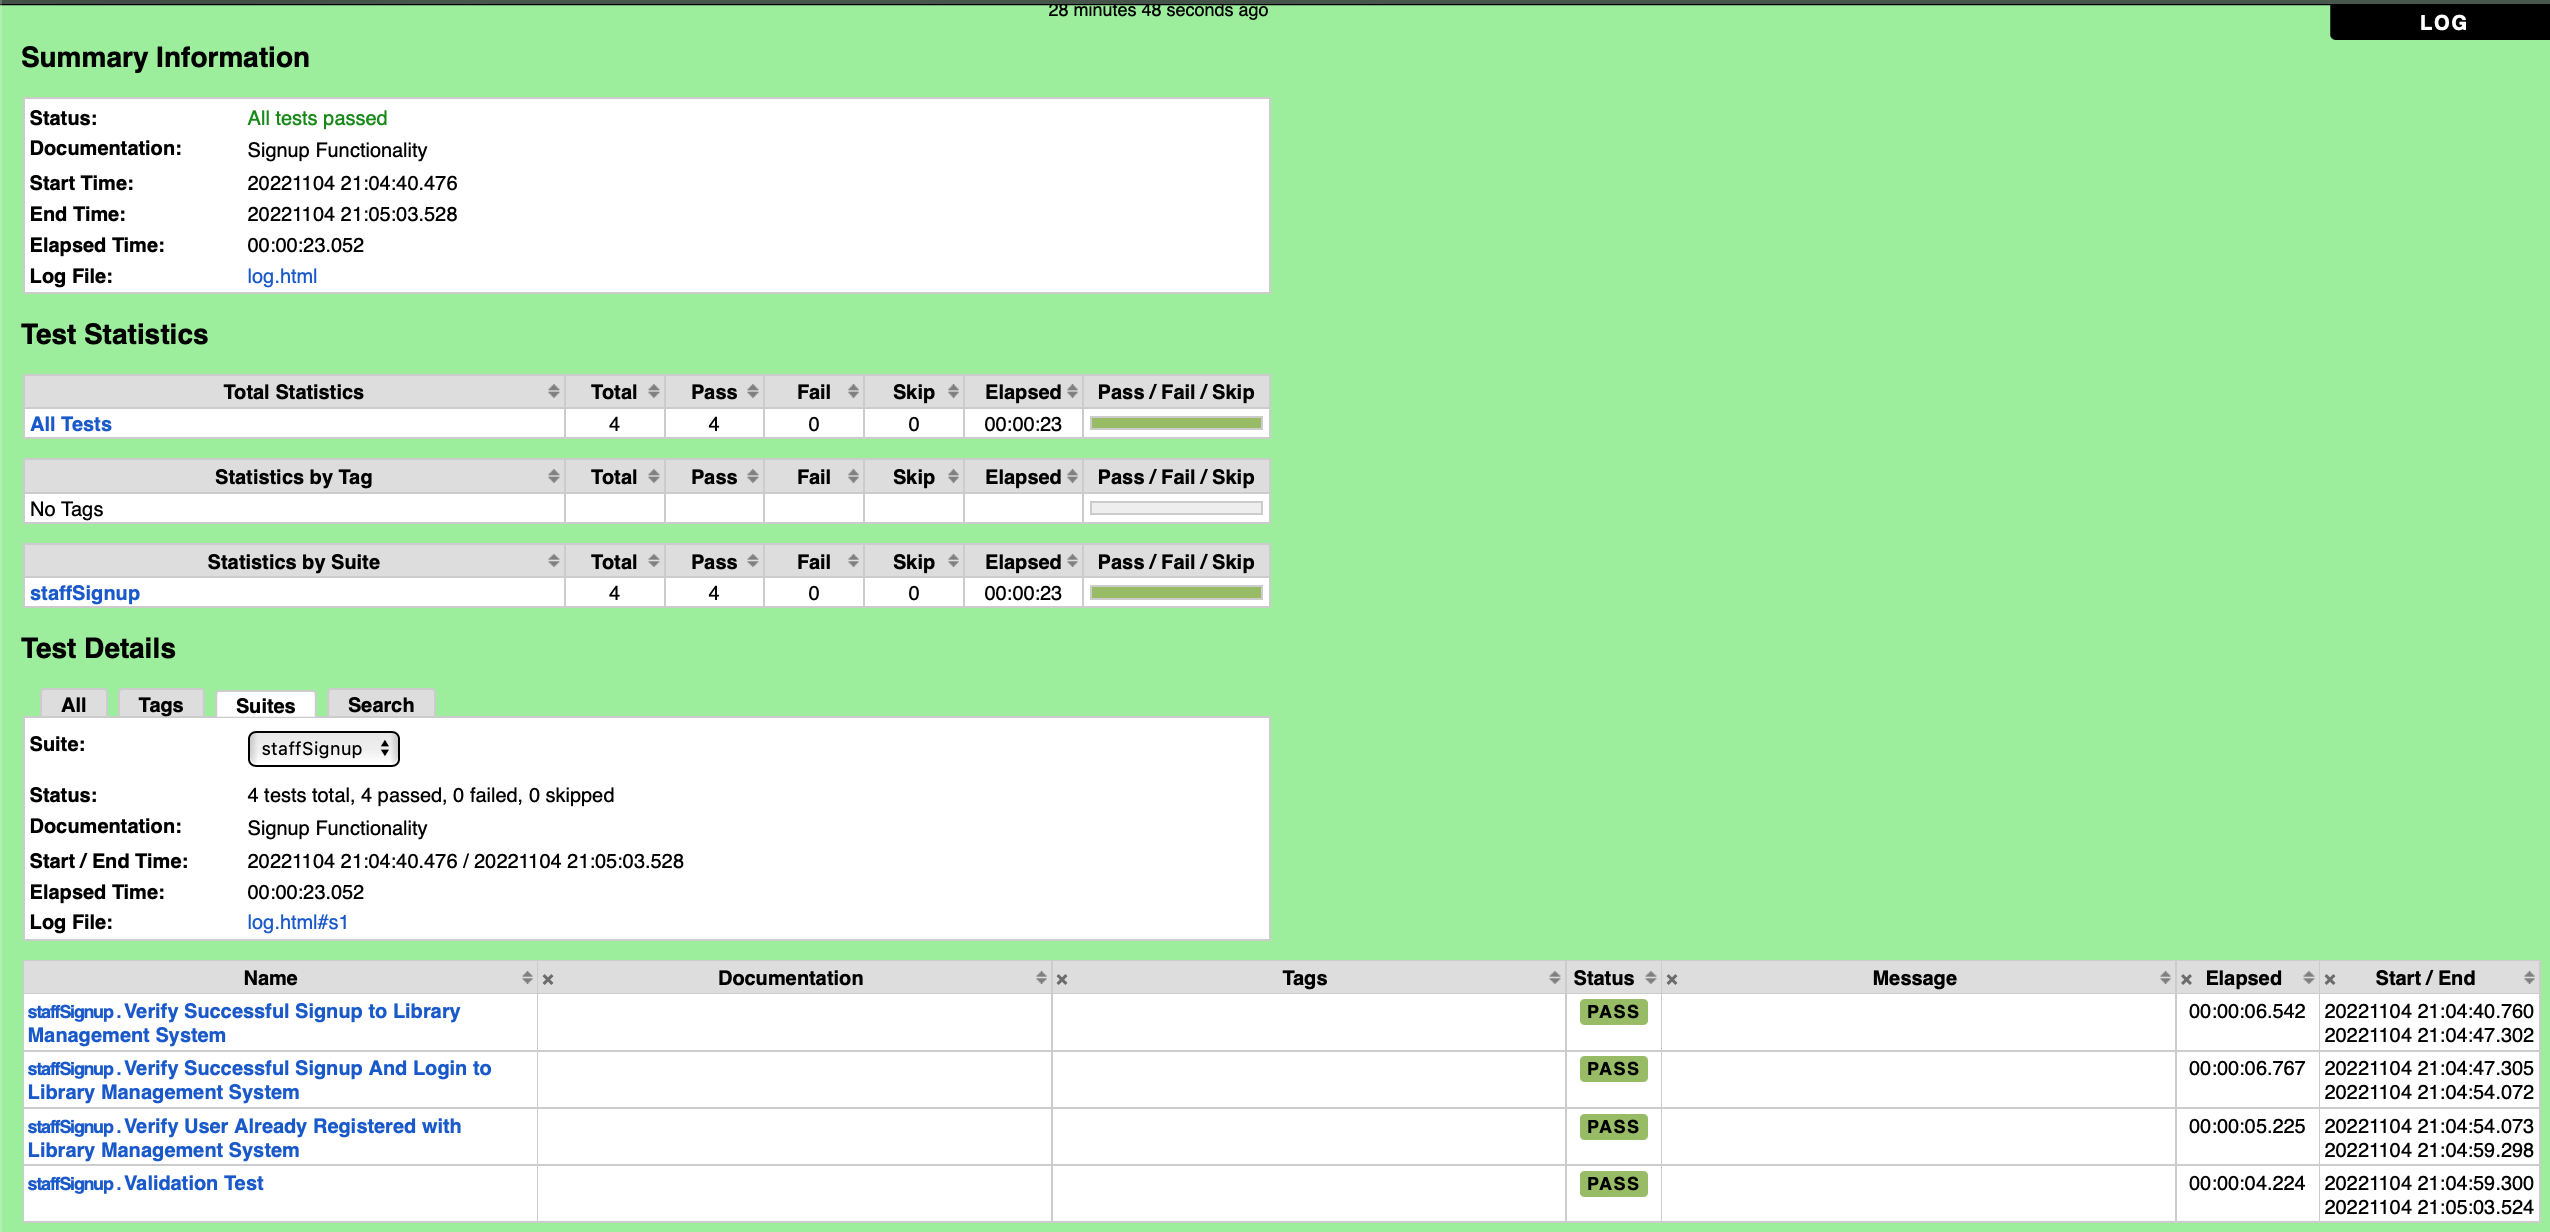 28 minutes 48 seconds ago
LOG
Summary Information
Status: All tests passed
Documentation: Signup Functionality
Start Time: 20221104 21:04:40.476
End Time: 20221104 21:05:03.528
Elapsed Time: 00:00:23.052
Log File: log.html
Test Statistics
Total Statistics Total Pass Fail Skip Elapsed Pass / Fail / Skip
All Tests 4 4 0 0 00:00:23
Statistics by Tag Total Pass Fail Skip Elapsed Pass / Fail / Skip
No Tags
Statistics by Suite Total Pass Fail Skip Elapsed Pass / Fail / Skip
staffSignup 4 4 0 0 00:00:23
Test Details
All Tags Suites Search
Suite: staffSignup
Status: 4 tests total, 4 passed, 0 failed, 0 skipped
Documentation: Signup Functionality
Start / End Time: 20221104 21:04:40.476 / 20221104 21:05:03.528
Elapsed Time: 00:00:23.052
Log File: log.html#s1
Name × Documentation × Tags Status × Message × Elapsed × Start / End
staffSignup . Verify Successful Signup to Library PASS 00:00:06.542 20221104 21:04:40.760
Management System 20221104 21:04:47.302
staffSignup . Verify Successful Signup And Login to PASS 00:00:06.767 20221104 21:04:47.305
Library Management System 20221104 21:04:54.072
staffSignup . Verify User Already Registered with PASS 00:00:05.225 20221104 21:04:54.073
Library Management System 20221104 21:04:59.298
staffSignup . Validation Test PASS 00:00:04.224 20221104 21:04:59.300
20221104 21:05:03.524